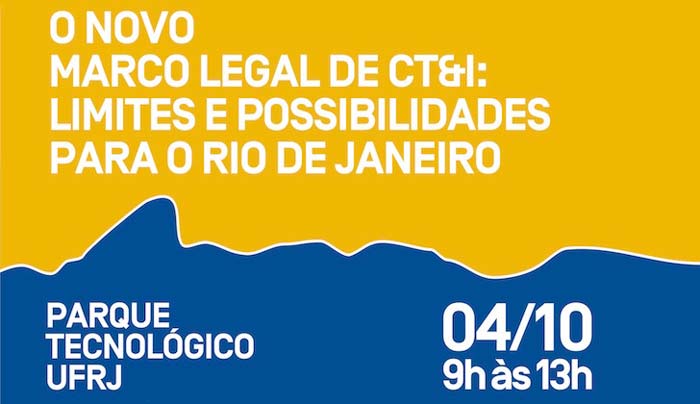 O NOVO
MARCO LEGAL DE CT&I:
LIMITES E POSSIBILIDADES
PARA O RIO DE JANEIRO
PARQUE
TECNOLÓGICO
UFRJ
04/10
9h às 13h